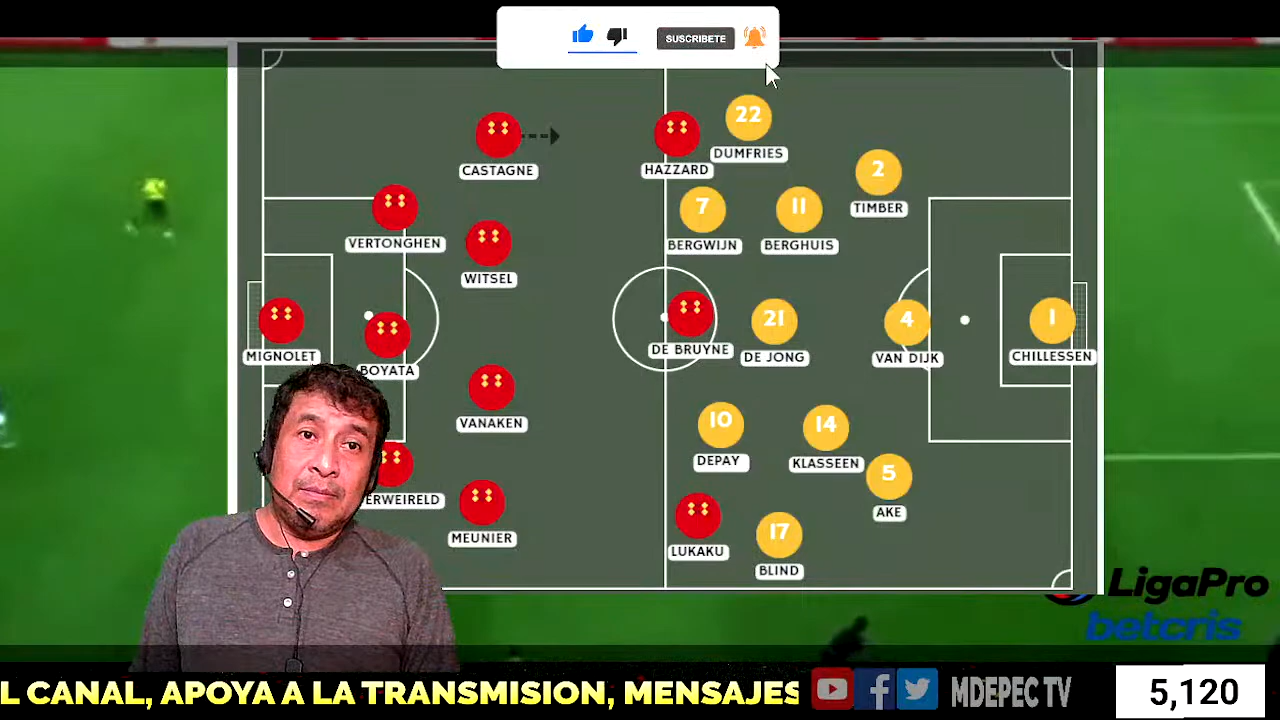 SUSCRIBETE
22
DUMFRIES
CASTAGNE
HAZZARD
2
TIMBER
VERTONGHEN
7
BERGWIJN
11
BERGHUIS
WITSEL
MIGNOLET
BOYATA
DE BRUYNE
21
DE JONG
4
VAN DIJK
1
CHILLESSEN
VANAKEN
10
DEPAY
14
KLASSEEN
5
AKE
ERWEIRELD
MEUNIER
LUKAKU
17
BLIND
LigaPro
betcris
L CANAL, APOYA A LA TRANSMISION, MENSAJES
MDEPEC TV
5,120